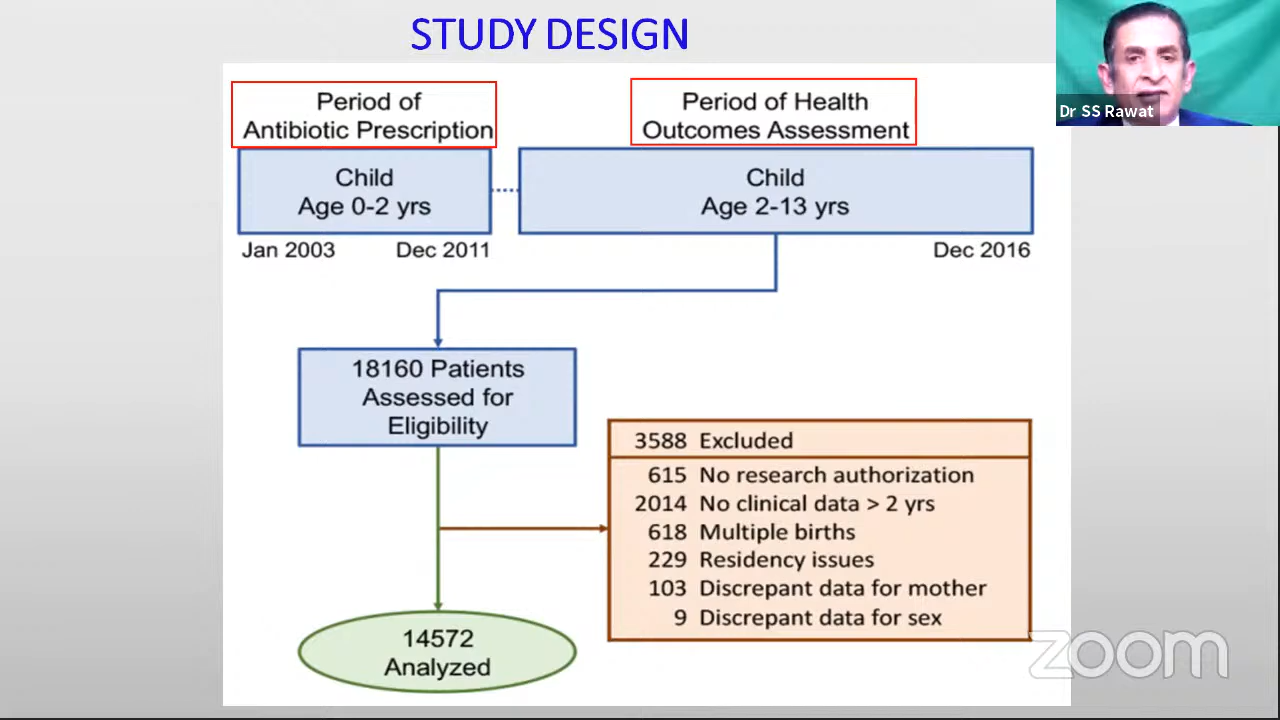 STUDY DESIGN
Dr SS Rawat
Period of
Antibiotic Prescription
Period of Health
Outcomes Assessment
Child
Age 0-2 yrs
Child
Age 2-13 yrs
Jan 2003
Dec 2011
Dec 2016
18160 Patients
Assessed for
Eligibility
3588 Excluded
615 No research authorization
2014 No clinical data > 2 yrs
618 Multiple births
229 Residency issues
103 Discrepant data for mother
9 Discrepant data for sex
14572
Analyzed
zoom